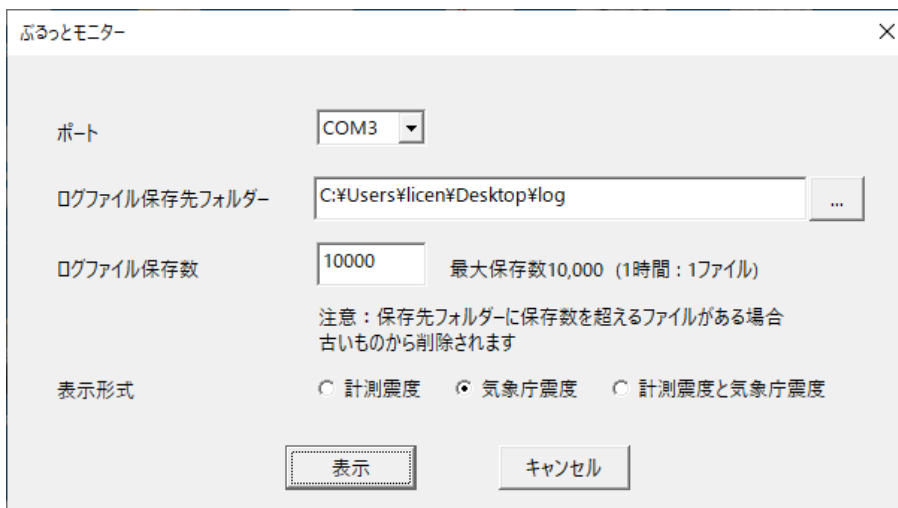 ぷるっとモニター
ポート
COM3
ログファイル保存先フォルダー
C:¥Users¥licen¥Desktop¥log
...
ログファイル保存数
10000
最大保存数10,000 (1時間：1ファイル)
注意：保存先フォルダーに保存数を超えるファイルがある場合
古いものから削除されます
表示形式
計測震度
気象庁震度
計測震度と気象庁震度
表示
キャンセル